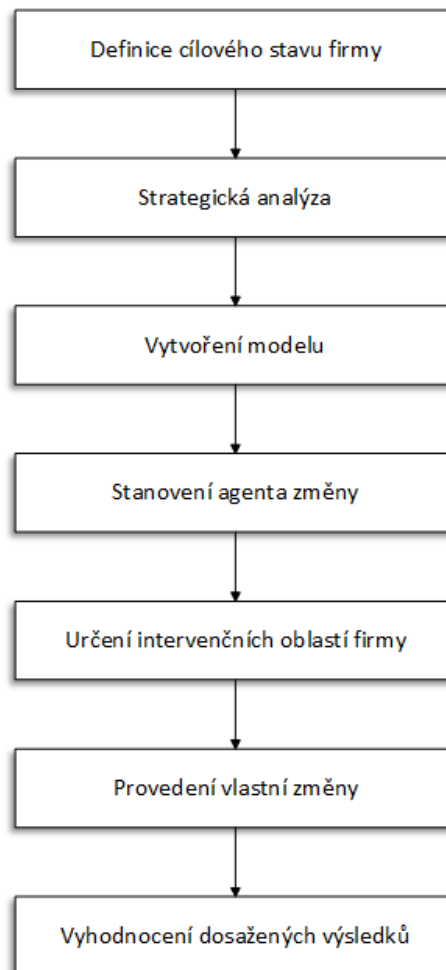 Definice cílového stavu firmy
Strategická analýza
Vytvoření modelu
Stanovení agenta změny
Určení intervenčních oblastí firmy
Provedení vlastní změny
Vyhodnocení dosažených výsledků